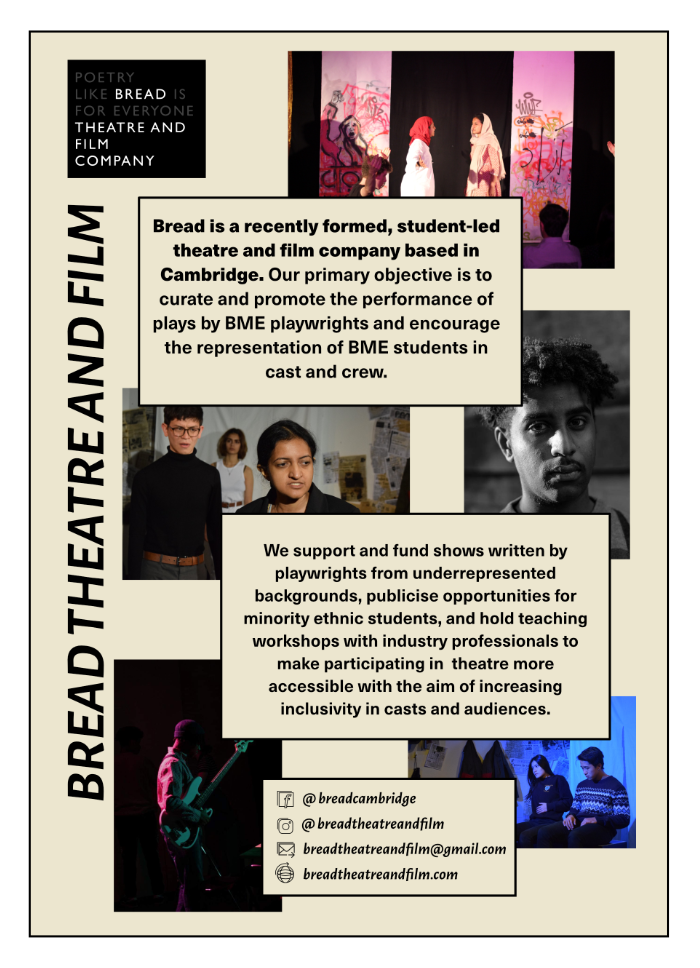 POETRY
LIKE BREAD IS
FOR EVERYONE
THEATRE AND
FILM
COMPANY
BREAD THEATRE AND FILM
Bread is a recently formed, student-led
theatre and film company based in
Cambridge. Our primary objective is to
curate and promote the performance of
plays by BME playwrights and encourage
the representation of BME students in
cast and crew.
We support and fund shows written by
playwrights from underrepresented
backgrounds, publicise opportunities for
minority ethnic students, and hold teaching
workshops with industry professionals to
make participating in  theatre more
accessible with the aim of increasing
inclusivity in casts and audiences.
@breadcambridge
@breadtheatreandfilm
breadtheatreandfilm@gmail.com
breadtheatreandfilm.com